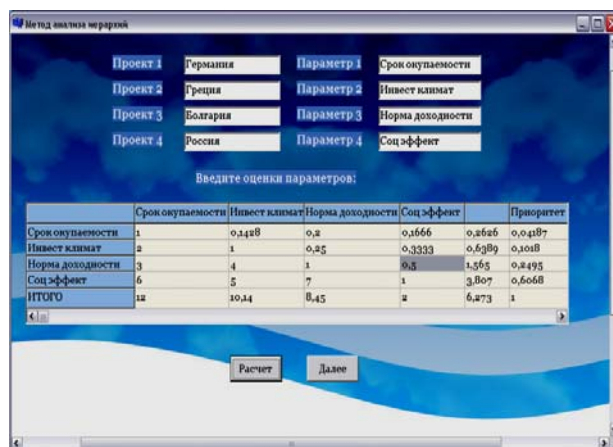 Метод анализа иерархий
Проект 1 Германия Параметр 1 Срок окупаемости
Проект 2 Греция Параметр 2 Инвест климат
Проект 3 Болгария Параметр 3 Норма доходности
Проект 4 Россия Параметр 4 Соц эффект
Введите оценки параметров:
Срок окупаемости Инвест климат Норма доходности Соц эффект Приоритет
Срок окупаемости 1 0,1428 0,2 0,1666 0,2626 0,04187
Инвест климат 2 1 0,25 0,3333 0,6389 0,1018
Норма доходности 3 4 1 0,5 1,565 0,2495
Соц эффект 6 5 7 1 3,807 0,6068
ИТОГО 12 10,14 8,45 2 6,273 1
Расчет Далее